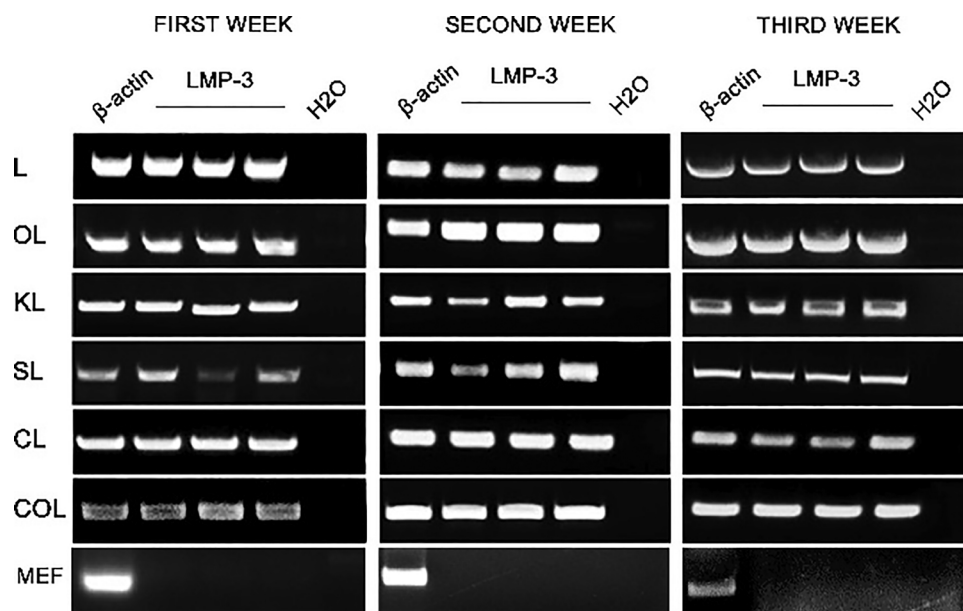 FIRST WEEK SECOND WEEK THIRD WEEK
β-actin LMP-3 H2O β-actin LMP-3 H2O β-actin LMP-3 H2O
L
OL
KL
SL
CL
COL
MEF